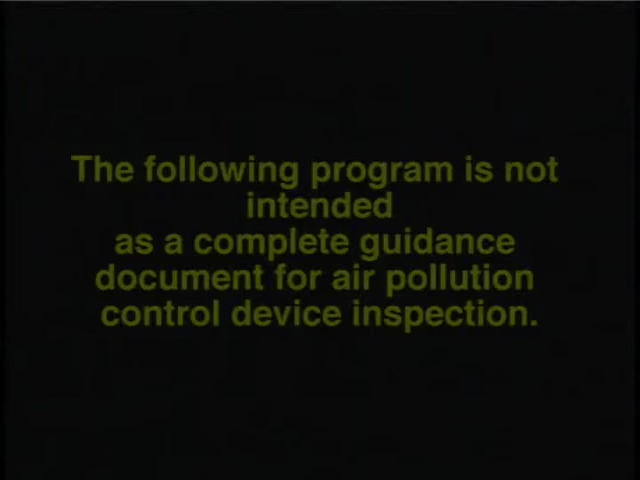 The following program is not
intended
as a complete guidance
document for air pollution
control device inspection.